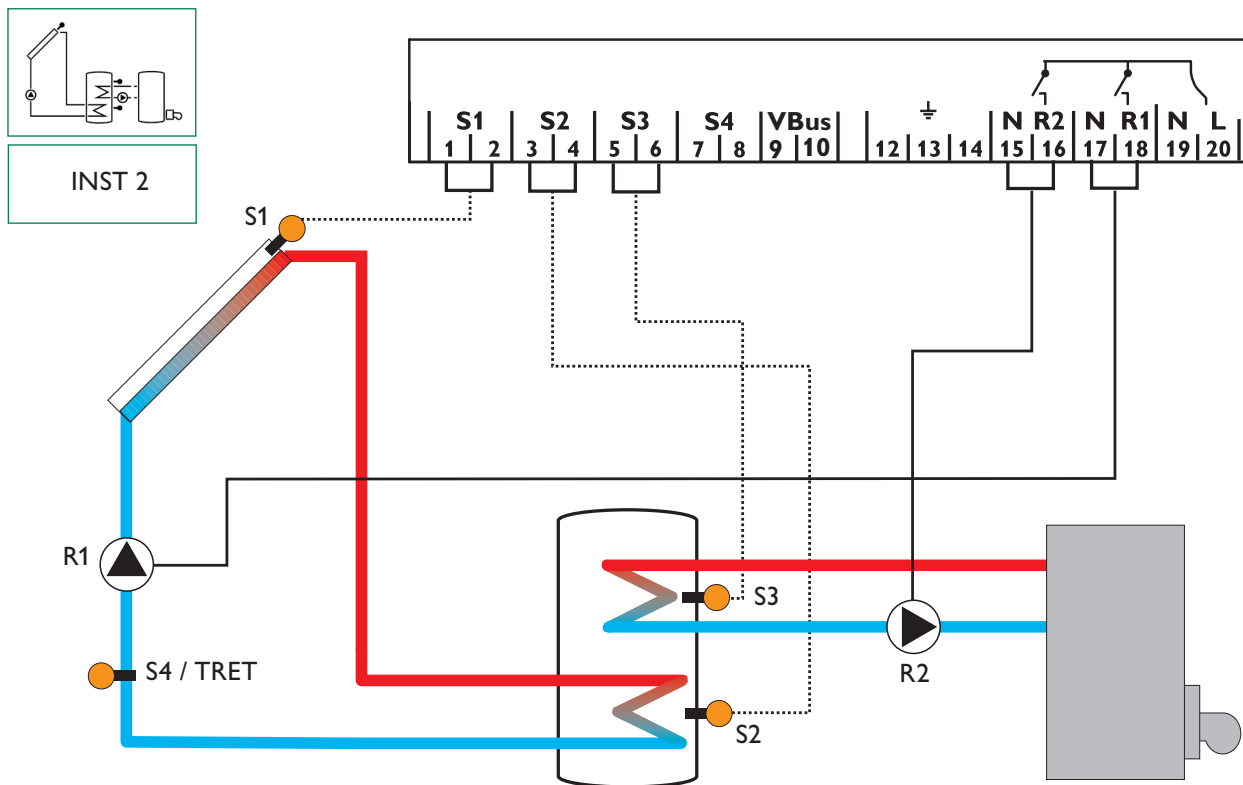 INST 2
S1 S2 S3 S4 VBus N R2 N R1 N L
1 2 3 4 5 6 7 8 9 10 12 13 14 15 16 17 18 19 20
S1
R1
S3
S4 / TRET
R2
S2